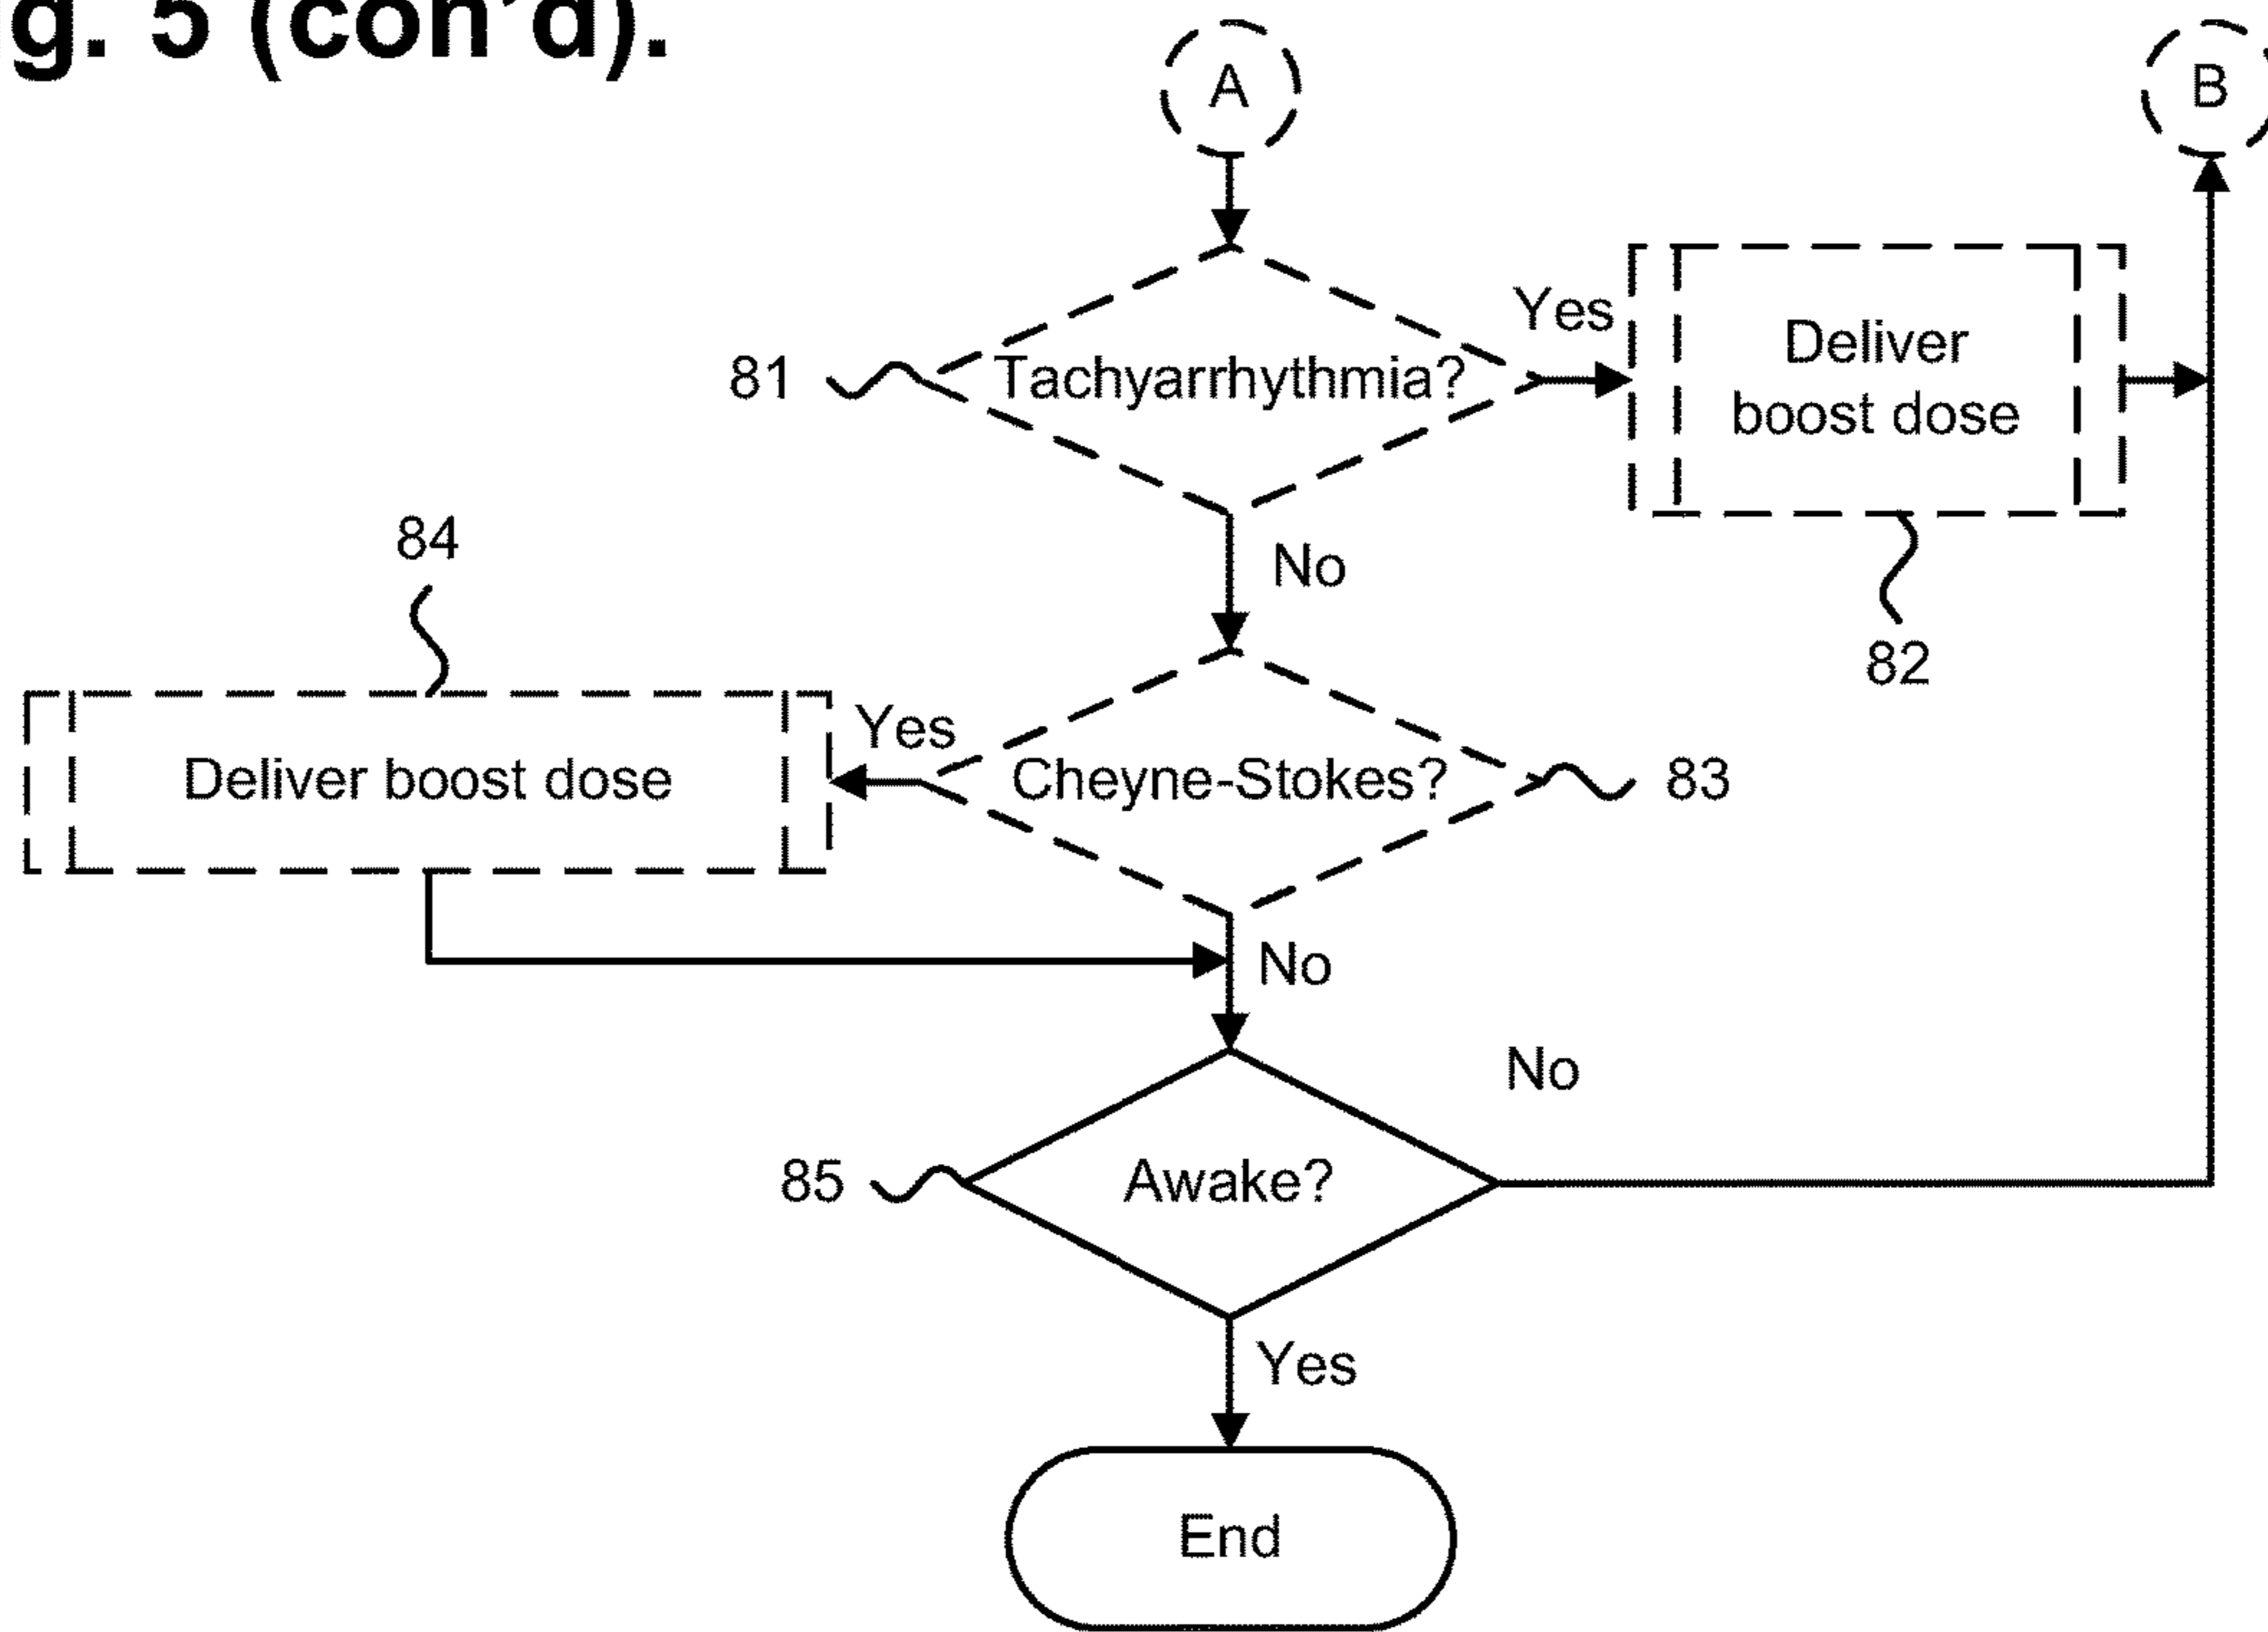 g. 5 (con'd).
A
B
Yes
81
Tachyarrhythmia?
Deliver
boost dose
84
No
82
Yes
Deliver boost dose
Cheyne-Stokes?
83
No
No
85
Awake?
Yes
End